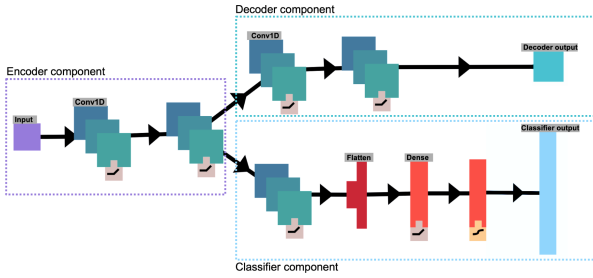 Decoder component
Conv1D
Decoder output
Encoder component
Conv1D
Input
Classifier output
Flatten
Dense
Classifier component